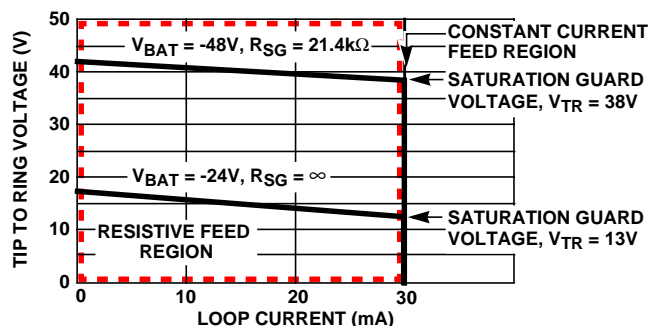 50
40
30
20
10
0
TIP TO RING VOLTAGE (V)
V_BAT = -48V, R_SG = 21.4kΩ
CONSTANT CURRENT
FEED REGION
SATURATION GUARD
VOLTAGE, V_TR = 38V
V_BAT = -24V, R_SG = ∞
RESISTIVE FEED
REGION
SATURATION GUARD
VOLTAGE, V_TR = 13V
0 10 20 30
LOOP CURRENT (mA)